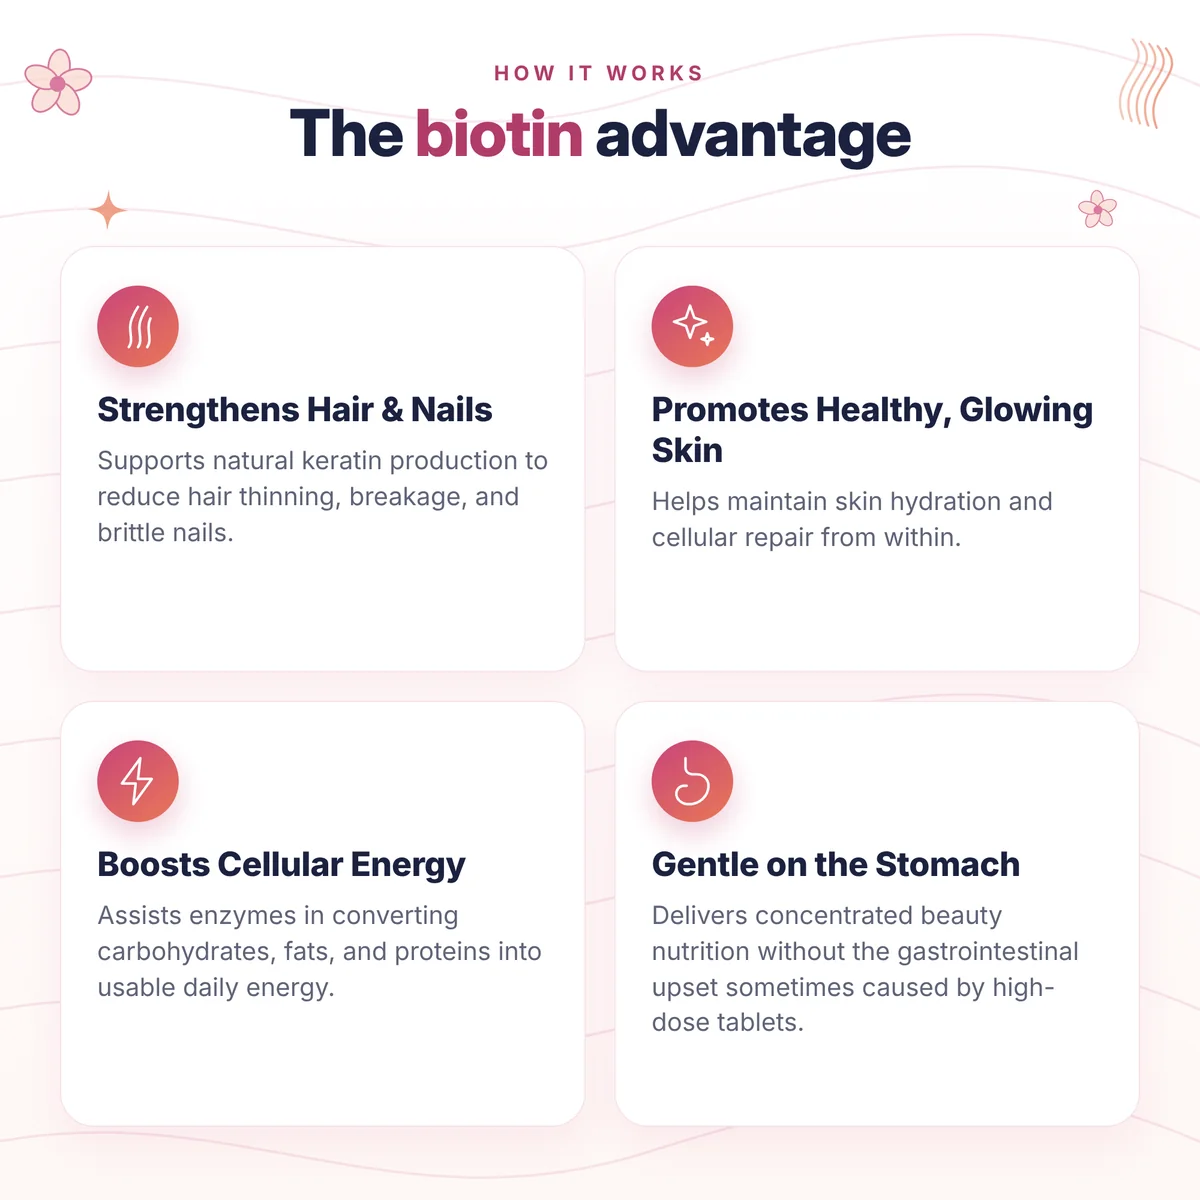 HOW IT WORKS
The biotin advantage
Strengthens Hair & Nails
Supports natural keratin production to
reduce hair thinning, breakage, and
brittle nails.
Promotes Healthy, Glowing
Skin
Helps maintain skin hydration and
cellular repair from within.
Boosts Cellular Energy
Assists enzymes in converting
carbohydrates, fats, and proteins into
usable daily energy.
Gentle on the Stomach
Delivers concentrated beauty
nutrition without the gastrointestinal
upset sometimes caused by high-
dose tablets.